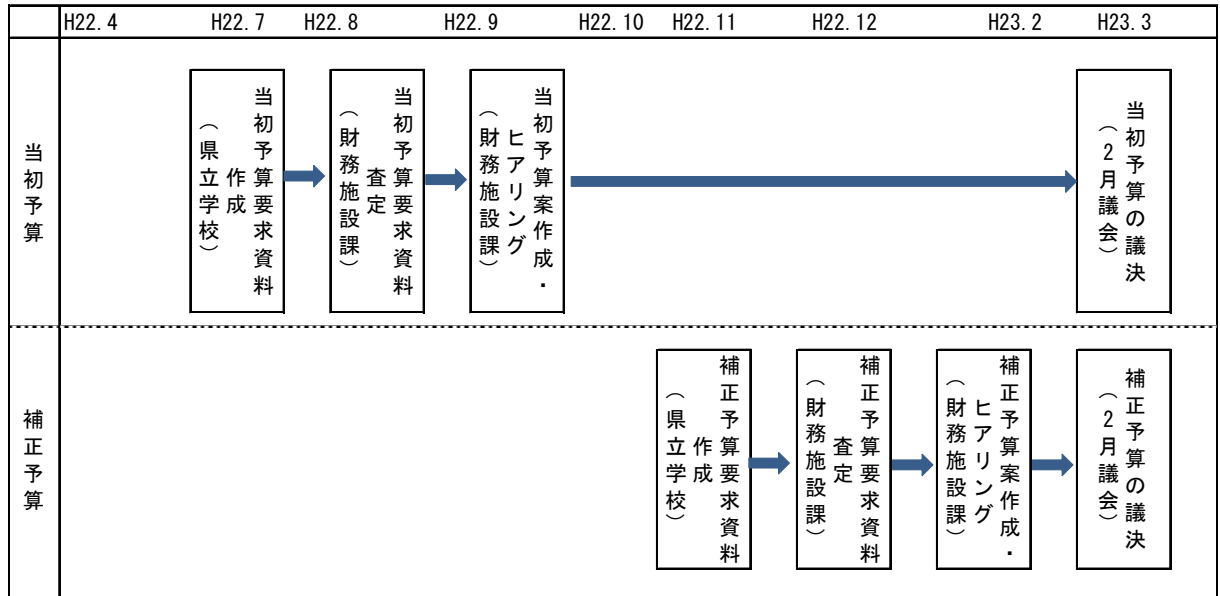 H22.4 H22.7 H22.8 H22.9 H22.10 H22.11 H22.12 H23.2 H23.3
当初予算
当初予算要求資料
作成
（県立学校）
当初予算要求資料
査定
（財務施設課）
当初予算案作成・
ヒアリング
（財務施設課）
当初予算の議決
（2月議会）
補正予算
補正予算要求資料
作成
（県立学校）
補正予算要求資料
査定
（財務施設課）
補正予算案作成・
ヒアリング
（財務施設課）
補正予算の議決
（2月議会）